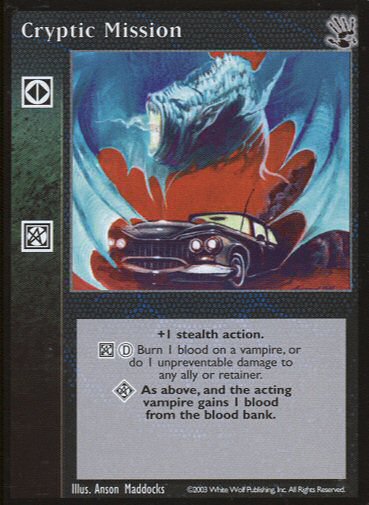 Cryptic Mission
+1 stealth action.
D Burn 1 blood on a vampire, or
do 1 unpreventable damage to
any ally or retainer.
As above, and the acting
vampire gains 1 blood
from the blood bank.
Illus. Anson Maddocks ©2003 White Wolf Publishing, Inc. All Rights Reserved.